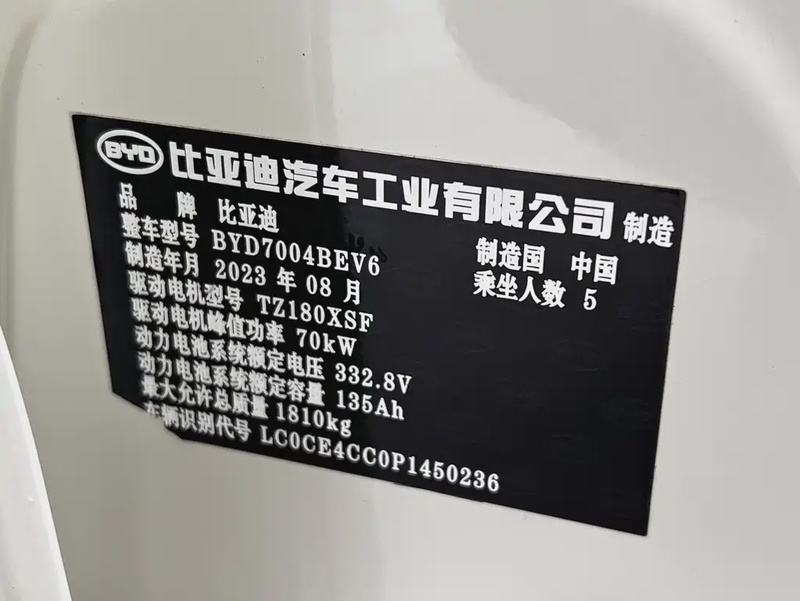 BYD 比亚迪汽车工业有限公司 制造
品 牌 比亚迪
整车型号 BYD7004BEV6 制造国 中国
制造年月 2023 年 08 月 乘坐人数 5
驱动电机型号 TZ180XSF
驱动电机峰值功率 70kW
动力电池系统额定电压 332.8V
动力电池系统额定容量 135Ah
最大允许总质量 1810kg
车辆识别代号 LC0CE4CC0P1450236